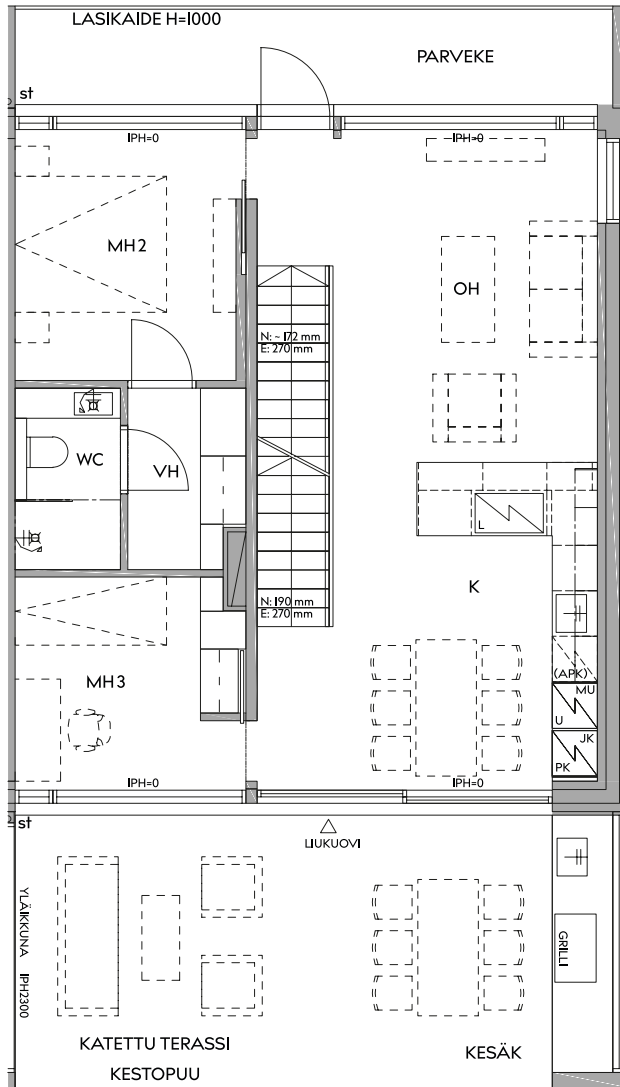 LASIKAIDE H=1000
PARVEKE
st
IPH=0
IPH=0
MH2
OH
N: ~ 172 mm
E: 270 mm
WC
VH
L
K
N: 190 mm
E: 270 mm
MH3
(APK)
MU
U
JK
PK
IPH=0
IPH=0
st
LIUKUOVI
YLÄIKKUNA IPH2300
GRILLI
KATETTU TERASSI
KESTOPUU
KESÄK